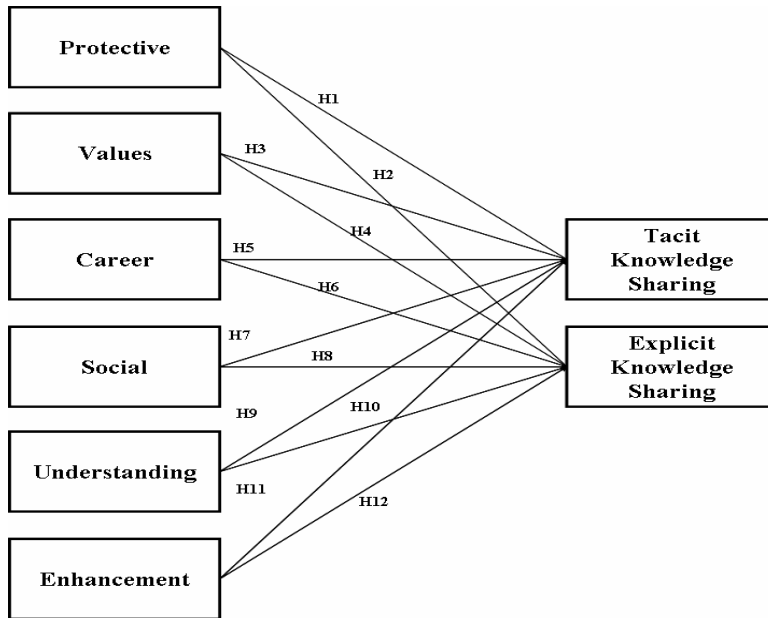 Protective
H1
Values
H3
H2
Career
H5
H4
H6
Tacit
Knowledge
Sharing
Social
H7
H8
Explicit
Knowledge
Sharing
Understanding
H9
H10
H11
H12
Enhancement